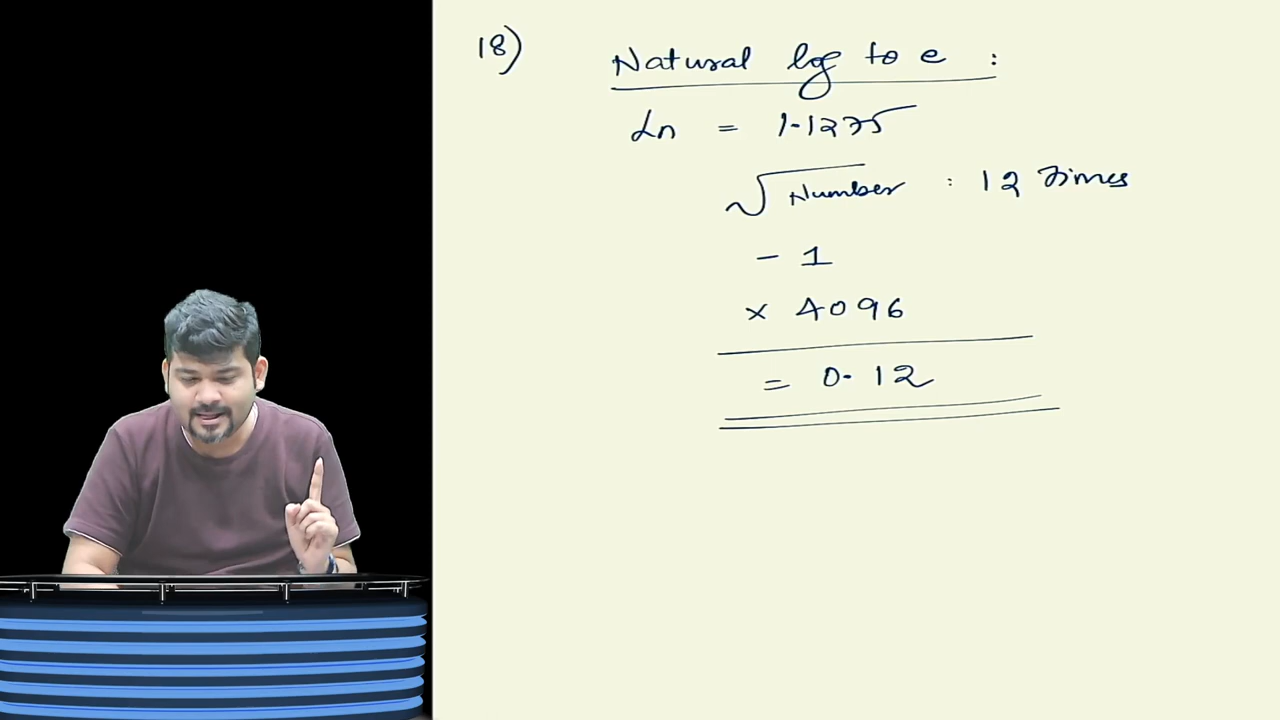 18) Natural log to e :
Ln = 1.1275
√Number : 12 times
- 1
× 4096
= 0.12